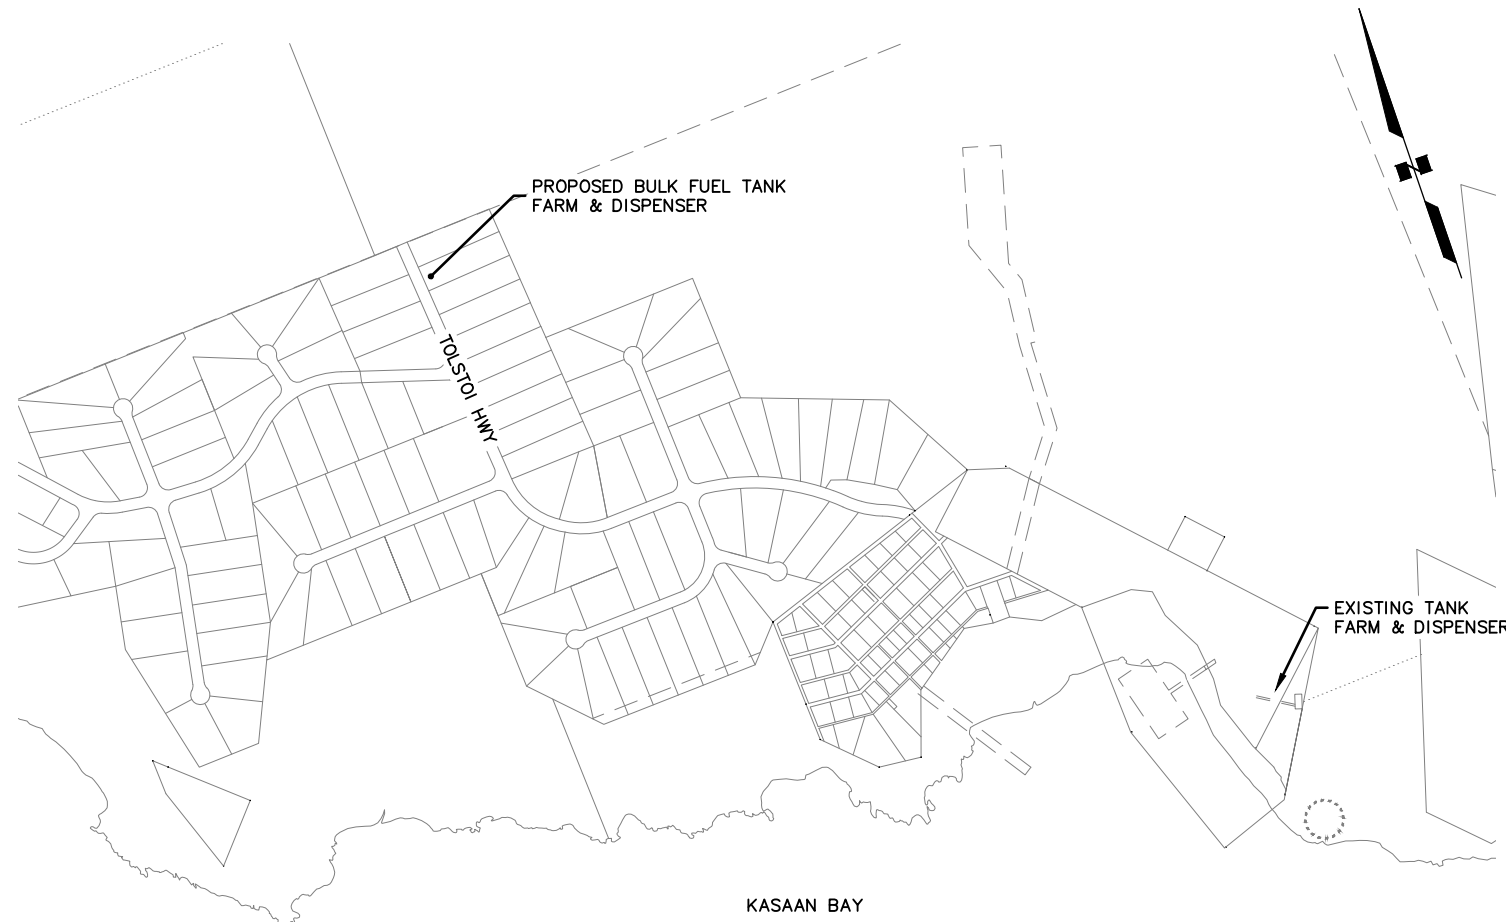 PROPOSED BULK FUEL TANK
FARM & DISPENSER
N
TOLSTOI HWY
EXISTING TANK
FARM & DISPENSER
KASAAN BAY